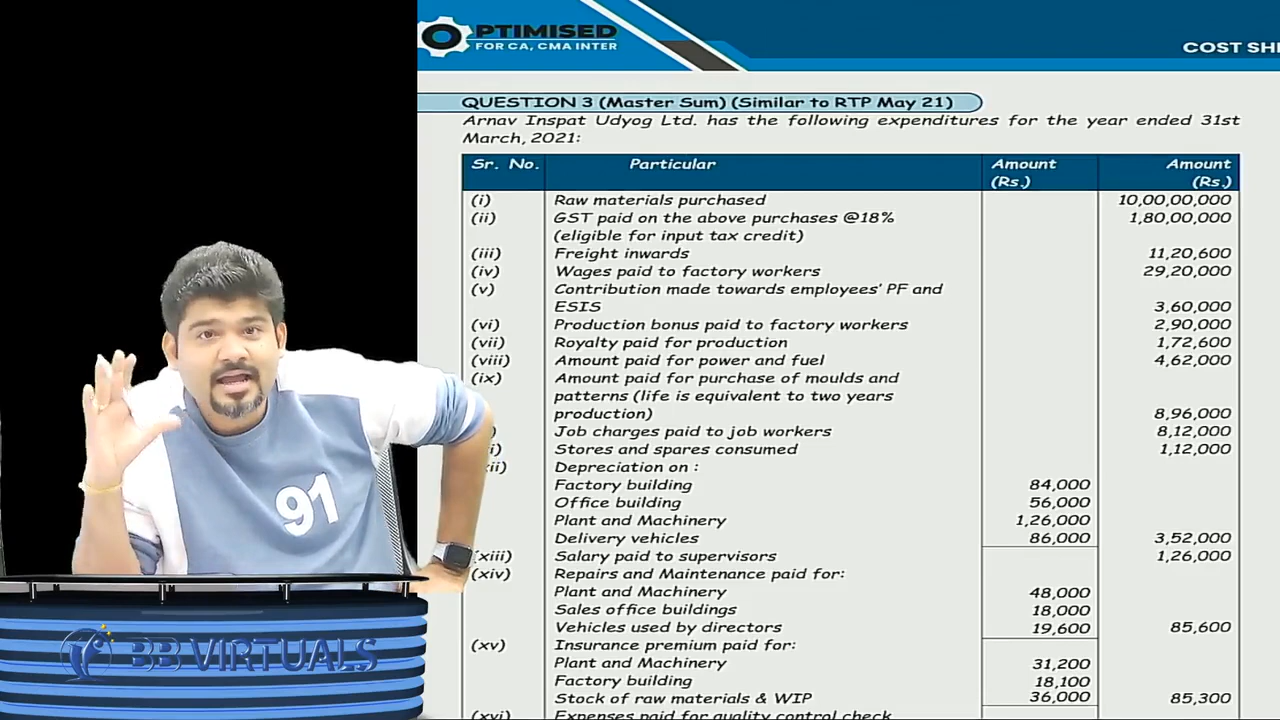 PTIMISED
FOR CA, CMA INTER
COST SH
QUESTION 3 (Master Sum) (Similar to RTP May 21)
Arnav Inspat Udyog Ltd. has the following expenditures for the year ended 31st
March, 2021:
Sr. No. Particular Amount (Rs.) Amount (Rs.)
(i) Raw materials purchased 10,00,00,000
(ii) GST paid on the above purchases @18%
(eligible for input tax credit) 1,80,00,000
(iii) Freight inwards 11,20,600
(iv) Wages paid to factory workers 29,20,000
(v) Contribution made towards employees' PF and
ESIS 3,60,000
(vi) Production bonus paid to factory workers 2,90,000
(vii) Royalty paid for production 1,72,600
(viii) Amount paid for power and fuel 4,62,000
(ix) Amount paid for purchase of moulds and
patterns (life is equivalent to two years
production) 8,96,000
Job charges paid to job workers 8,12,000
i) Stores and spares consumed 1,12,000
xii) Depreciation on :
Factory building 84,000
Office building 56,000
Plant and Machinery 1,26,000
Delivery vehicles 86,000 3,52,000
(xiii) Salary paid to supervisors 1,26,000
(xiv) Repairs and Maintenance paid for:
Plant and Machinery 48,000
Sales office buildings 18,000
Vehicles used by directors 19,600 85,600
(xv) Insurance premium paid for:
Plant and Machinery 31,200
Factory building 18,100
Stock of raw materials & WIP 36,000 85,300
(xvi) Expenses paid for quality control check
91
BB VIRTUALS